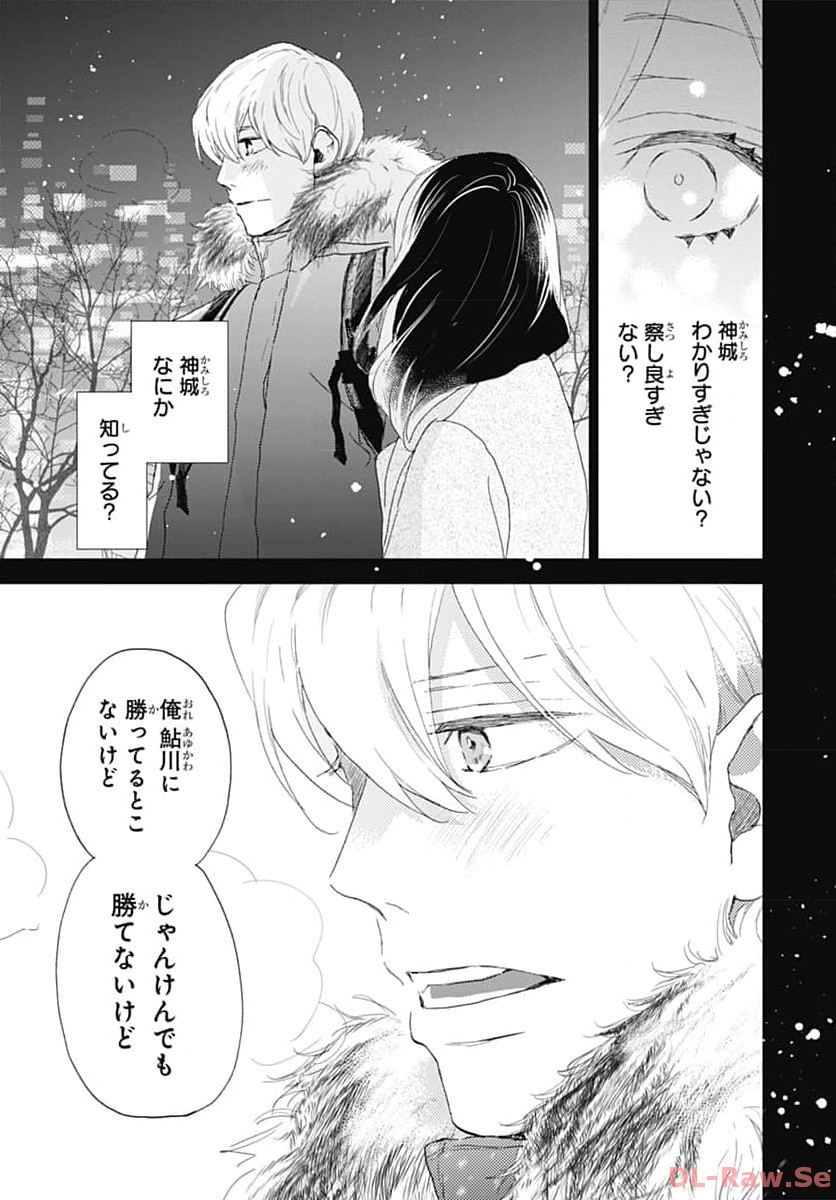 神城
わかりすぎじゃない？
察し良すぎ
ない？
神城
なにか
知ってる？
俺 鮎川に
勝ってるとこ
ないけど
じゃんけんでも
勝てないけど
DL-Raw.Se